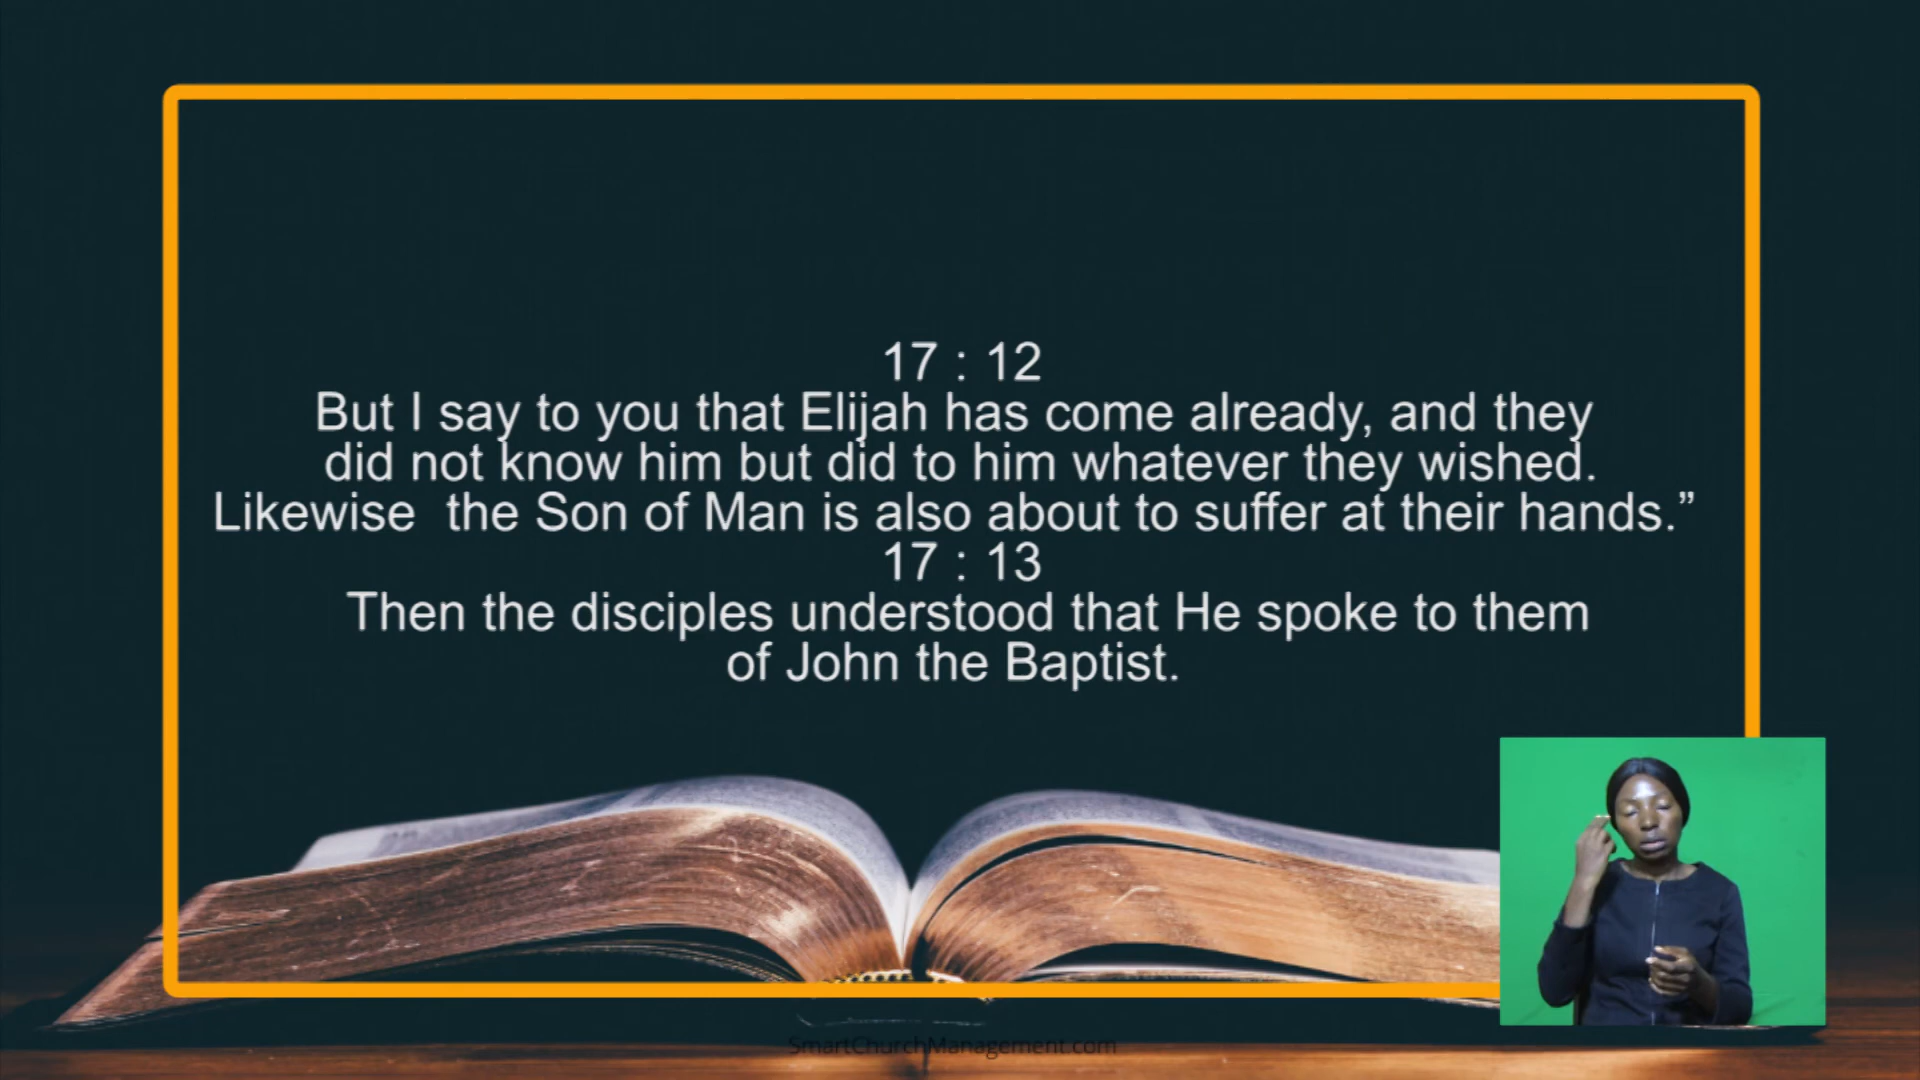 17 : 12
But I say to you that Elijah has come already, and they
did not know him but did to him whatever they wished.
Likewise  the Son of Man is also about to suffer at their hands.”
17 : 13
Then the disciples understood that He spoke to them
of John the Baptist.
SmartChurchManagement.com